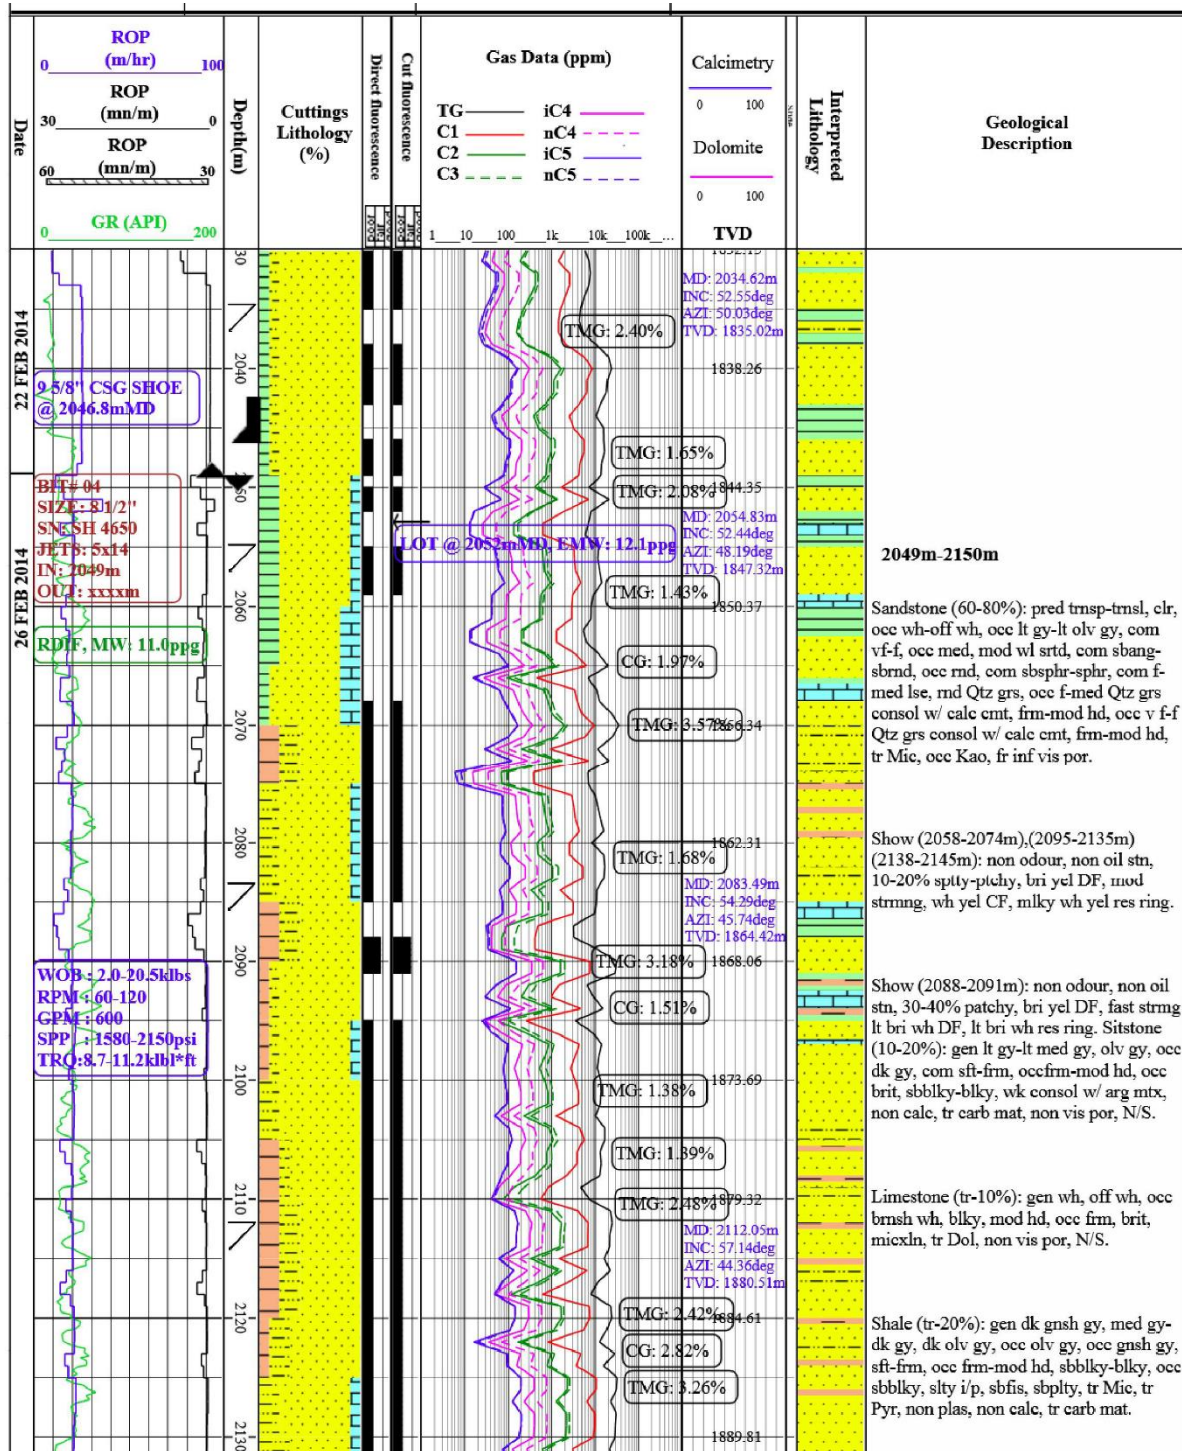 Date
ROP
(m/hr)
0 100
ROP
(mn/m)
30 0
ROP
(mn/m)
60 30
GR (API)
0 200
Depth(m)
Cuttings
Lithology
(%)
Direct fluorescence
Cut fluorescence
Gas Data (ppm)
TG iC4
C1 nC4
C2 iC5
C3 nC5
1 10 100 1k 10k 100k ...
Calcimetry
0 100
Dolomite
0 100
TVD
Interpreted
Lithology
Geological
Description
22 FEB 2014
26 FEB 2014
9 5/8" CSG SHOE
@ 2046.8mMD
BIT# 04
SIZE: 8 1/2"
SN: SH 4650
JETS: 5x14
IN: 2049m
OUT: xxxxm
RDIF, MW: 11.0ppg
WOB : 2.0-20.5klbs
RPM : 60-120
GPM : 600
SPP : 1580-2150psi
TRQ:8.7-11.2klbl*ft
30
2040
2060
2070
2080
2090
2100
2110
2120
2130
TMG: 2.40%
TMG: 1.65%
TMG: 2.08%
LOT @ 2052mMD, EMW: 12.1ppg
TMG: 1.43%
CG: 1.97%
TMG: 3.57%
TMG: 1.68%
TMG: 3.18%
CG: 1.51%
TMG: 1.38%
TMG: 1.39%
TMG: 2.48%
TMG: 2.42%
CG: 2.82%
TMG: 3.26%
MD: 2034.62m
INC: 52.55deg
AZI: 50.03deg
TVD: 1835.02m
1838.26
1844.35
MD: 2054.83m
INC: 52.44deg
AZI: 48.19deg
TVD: 1847.32m
1850.37
1862.31
MD: 2083.49m
INC: 54.29deg
AZI: 45.74deg
TVD: 1864.42m
1868.06
1873.69
1879.32
MD: 2112.05m
INC: 57.14deg
AZI: 44.36deg
TVD: 1880.51m
1884.61
1889.81
2049m-2150m
Sandstone (60-80%): pred trnsp-trnsl, clr,
occ wh-off wh, occ lt gy-lt olv gy, com
vf-f, occ med, mod wl srtd, com sbang-
sbrnd, occ rnd, com sbsphr-sphr, com f-
med lse, rnd Qtz grs, occ f-med Qtz grs
consol w/ calc cmt, frm-mod hd, occ v f-f
Qtz grs consol w/ calc cmt, frm-mod hd,
tr Mic, occ Kao, fr inf vis por.
Show (2058-2074m),(2095-2135m)
(2138-2145m): non odour, non oil stn,
10-20% sptty-ptchy, bri yel DF, mod
strmng, wh yel CF, mlky wh yel res ring.
Show (2088-2091m): non odour, non oil
stn, 30-40% patchy, bri yel DF, fast strmg
lt bri wh DF, lt bri wh res ring. Sitstone
(10-20%): gen lt gy-lt med gy, olv gy, occ
dk gy, com sft-frm, occfrm-mod hd, occ
brit, sbblky-blky, wk consol w/ arg mtx,
non calc, tr carb mat, non vis por, N/S.
Limestone (tr-10%): gen wh, off wh, occ
brnsh wh, blky, mod hd, occ frm, brit,
micxln, tr Dol, non vis por, N/S.
Shale (tr-20%): gen dk gnsh gy, med gy-
dk gy, dk olv gy, occ olv gy, occ gnsh gy,
sft-frm, occ frm-mod hd, sbblky-blky, occ
sbblky, slty i/p, sbfis, sbplty, tr Mic, tr
Pyr, non plas, non calc, tr carb mat.